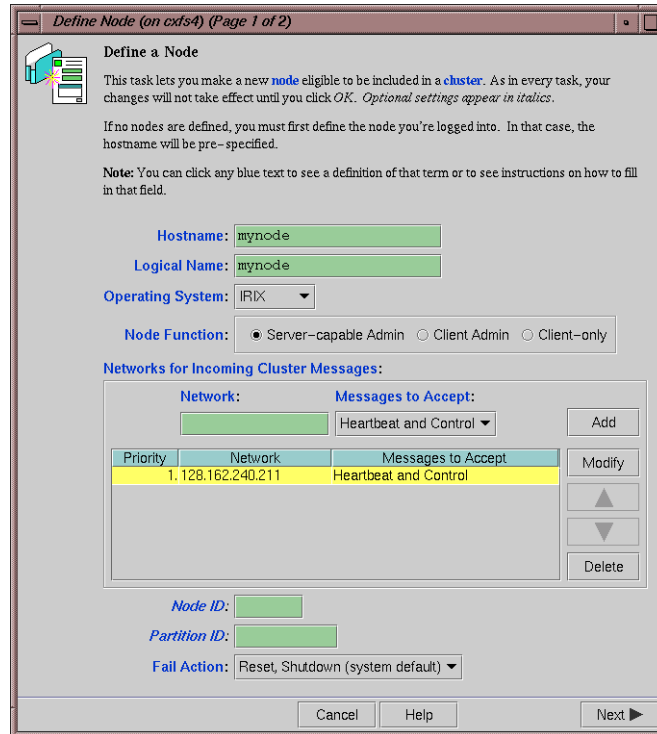 Define Node (on cxfs4) (Page 1 of 2)
Define a Node
This task lets you make a new node eligible to be included in a cluster. As in every task, your
changes will not take effect until you click OK. Optional settings appear in italics.
If no nodes are defined, you must first define the node you're logged into. In that case, the
hostname will be pre-specified.
Note: You can click any blue text to see a definition of that term or to see instructions on how to fill
in that field.
Hostname: mynode
Logical Name: mynode
Operating System: IRIX
Node Function: Server-capable Admin Client Admin Client-only
Networks for Incoming Cluster Messages:
Network: Messages to Accept:
Heartbeat and Control Add
Priority Network Messages to Accept
1. 128.162.240.211 Heartbeat and Control
Modify
Delete
Node ID:
Partition ID:
Fail Action: Reset, Shutdown (system default)
Cancel Help Next